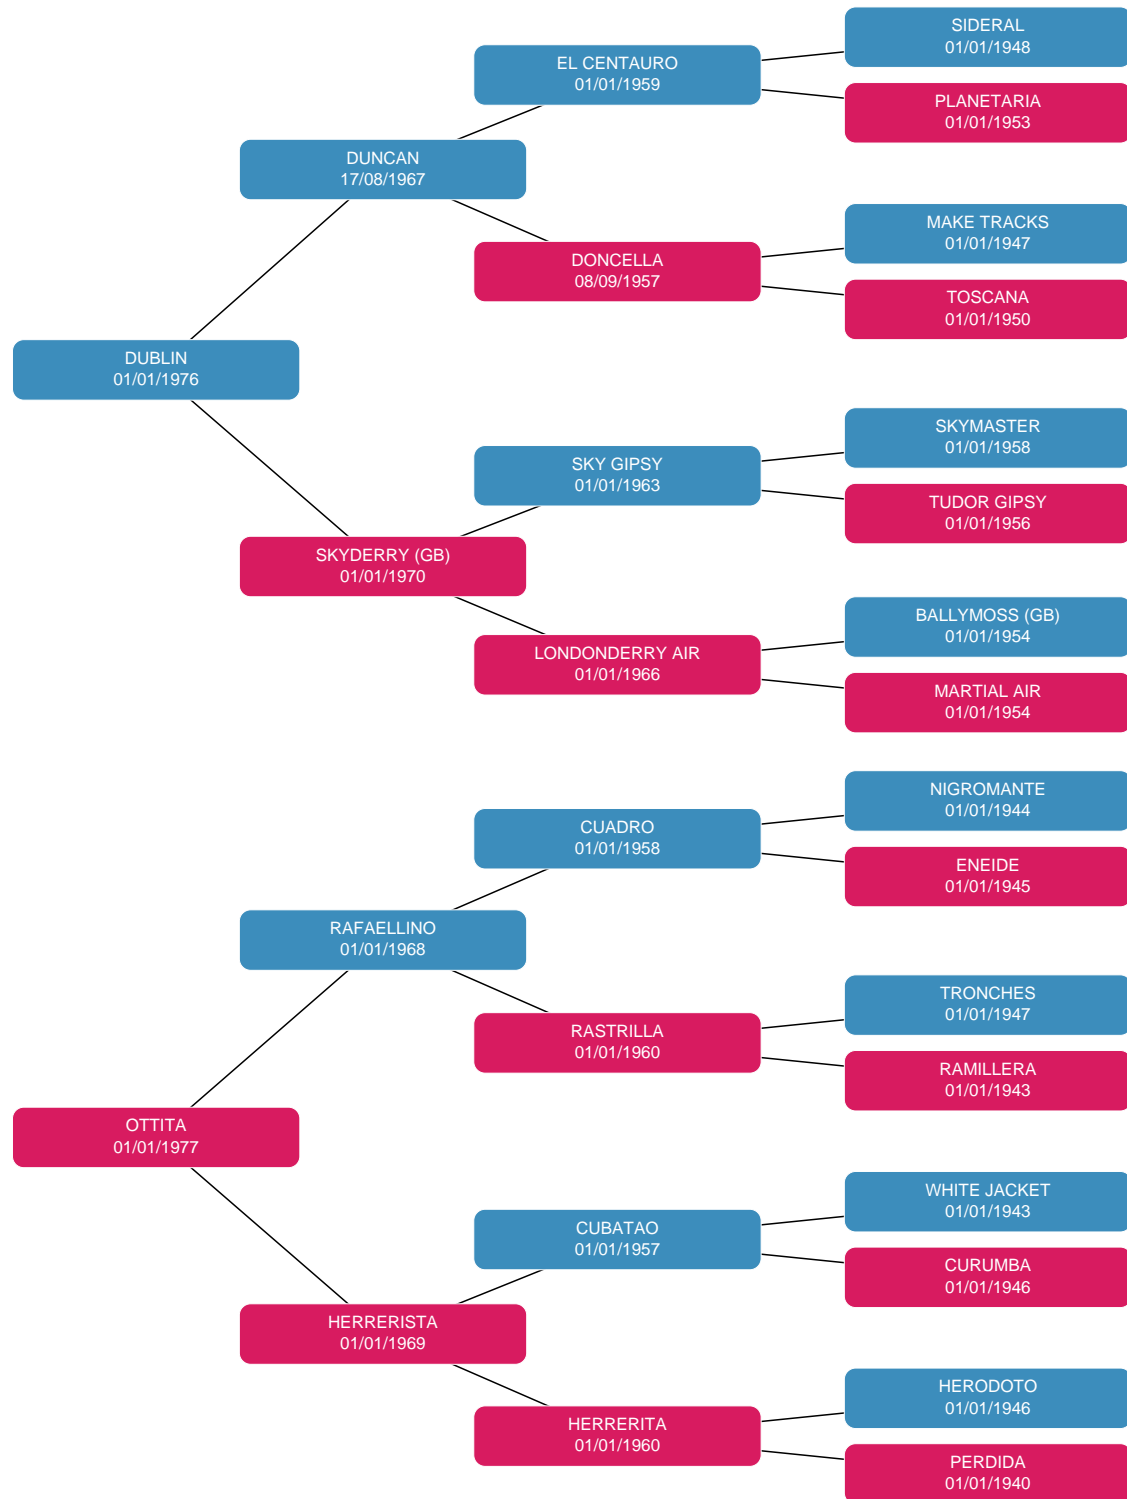 SIDERAL
01/01/1948
EL CENTAURO
01/01/1959
PLANETARIA
01/01/1953
DUNCAN
17/08/1967
MAKE TRACKS
01/01/1947
DONCELLA
08/09/1957
TOSCANA
01/01/1950
DUBLIN
01/01/1976
SKYMASTER
01/01/1958
SKY GIPSY
01/01/1963
TUDOR GIPSY
01/01/1956
SKYDERRY (GB)
01/01/1970
BALLYMOSS (GB)
01/01/1954
LONDONDERRY AIR
01/01/1966
MARTIAL AIR
01/01/1954
NIGROMANTE
01/01/1944
CUADRO
01/01/1958
ENEIDE
01/01/1945
RAFAELLINO
01/01/1968
TRONCHES
01/01/1947
RASTRILLA
01/01/1960
RAMILLERA
01/01/1943
OTTITA
01/01/1977
WHITE JACKET
01/01/1943
CUBATAO
01/01/1957
CURUMBA
01/01/1946
HERRERISTA
01/01/1969
HERODOTO
01/01/1946
HERRERITA
01/01/1960
PERDIDA
01/01/1940